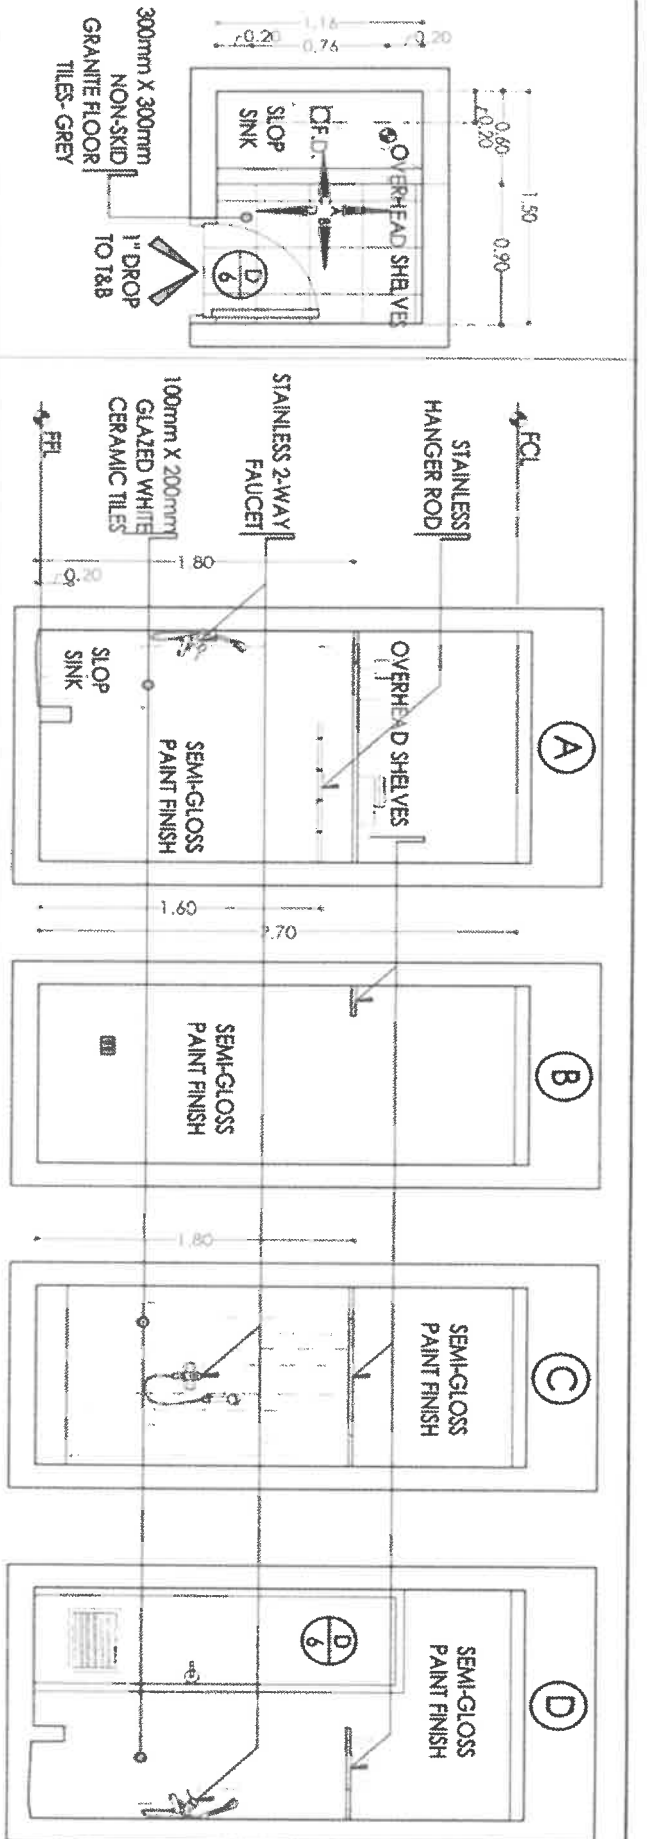 1.16
0.20
0.76
0.20
0.60
0.20
1.50
0.90
OVERHEAD SHELVES
F.D.
SLOP
SINK
A
B
C
D
D
6
300mm X 300mm
NON-SKID
GRANITE FLOOR
TILES- GREY
1" DROP
TO T&B
FCL
STAINLESS
HANGER ROD
STAINLESS 2-WAY
FAUCET
100mm X 200mm
GLAZED WHITE
CERAMIC TILES
FFL
1.80
0.20
A
OVERHEAD SHELVES
SEMI-GLOSS
PAINT FINISH
SLOP
SINK
1.60
2.70
B
SEMI-GLOSS
PAINT FINISH
1.80
C
SEMI-GLOSS
PAINT FINISH
D
SEMI-GLOSS
PAINT FINISH
D
6